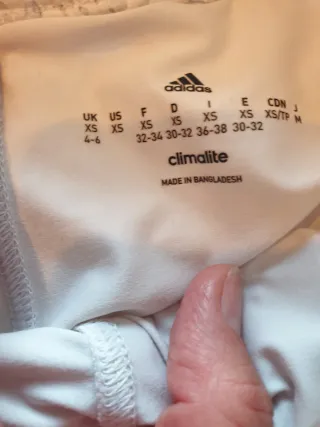 adidas
UK US F D I E CDN J
XS XS XS XS XS XS XS/TP M
4-6 32-34 30-32 36-38 30-32
climalite
MADE IN BANGLADESH